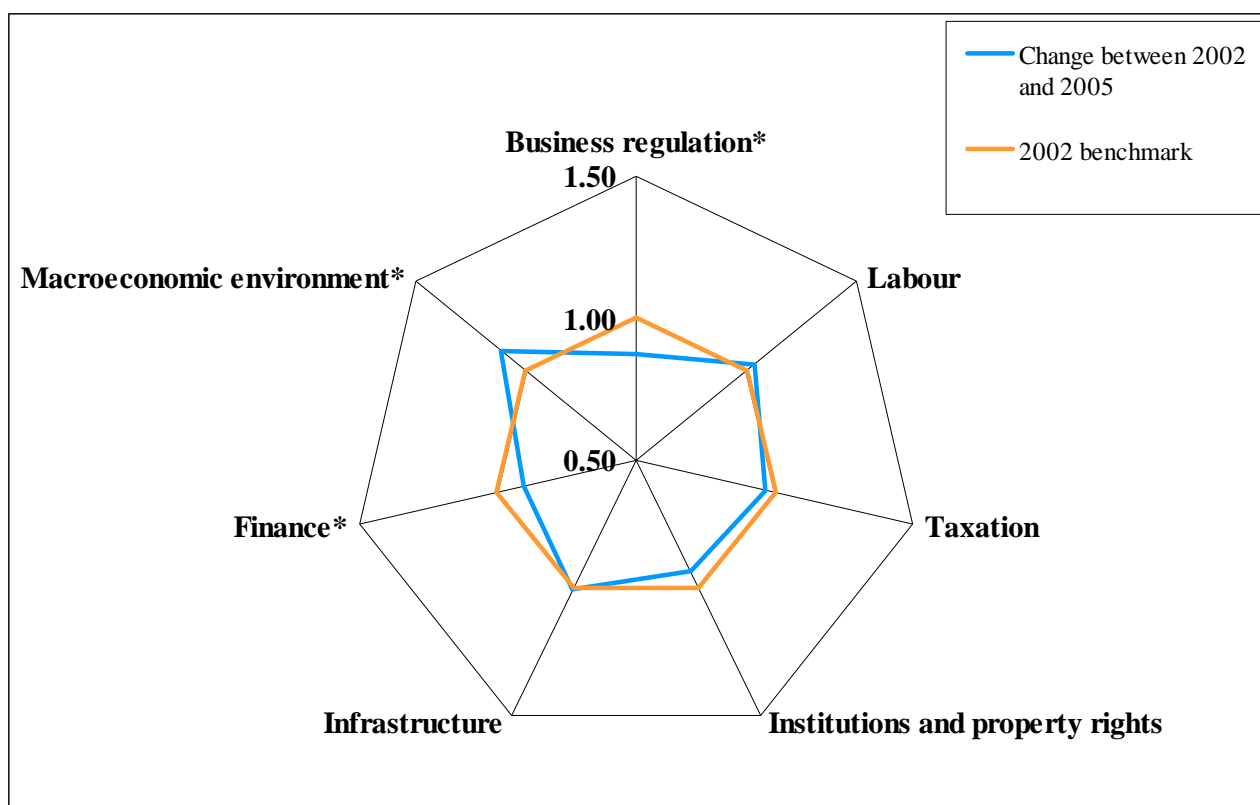 Change between 2002
and 2005
2002 benchmark
Business regulation*
1.50
Macroeconomic environment*
Labour
1.00
0.50
Finance*
Taxation
Infrastructure
Institutions and property rights